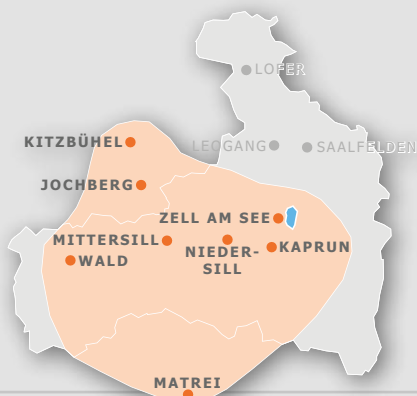 LOFER
KITZBÜHEL
LEOGANG
SAALFELDEN
JOCHBERG
ZELL AM SEE
MITTERSILL
NIEDER-
SILL
KAPRUN
WALD
MATREI